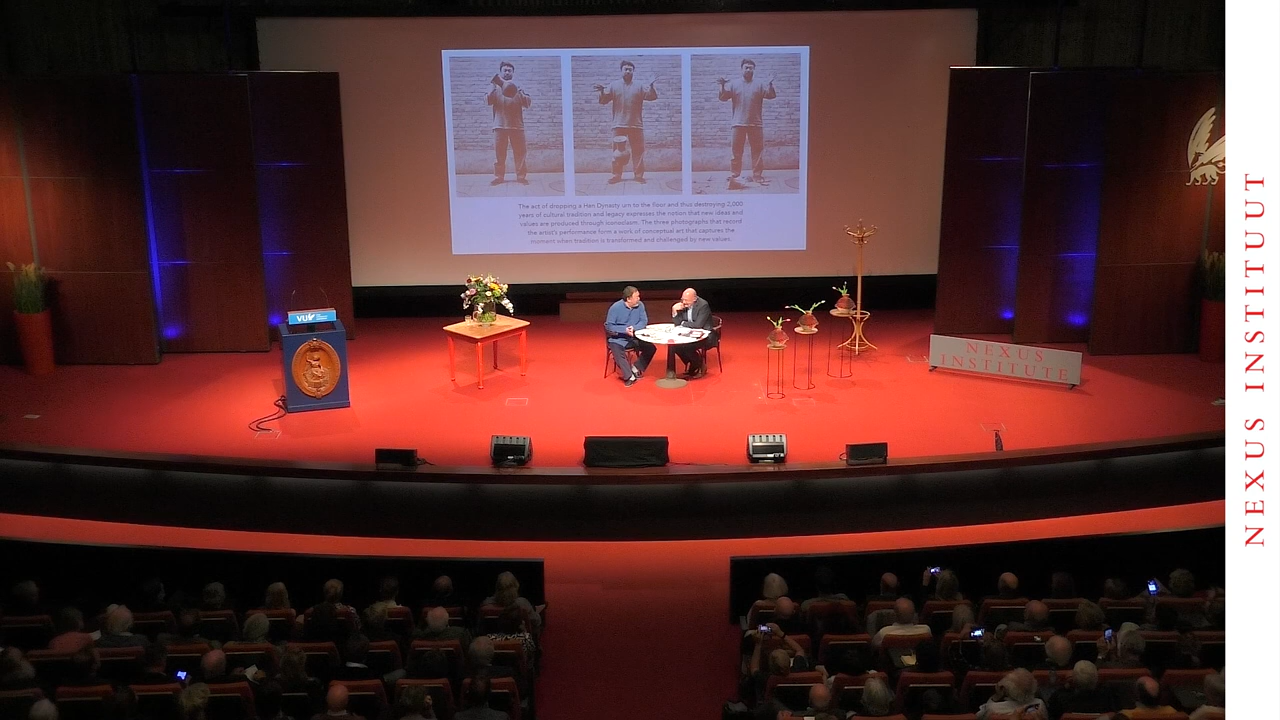 The act of dropping a Han Dynasty urn to the floor and thus destroying 2,000
years of cultural tradition and legacy expresses the notion that new ideas and
values are produced through iconoclasm. The three photographs that record
the artist's performance form a work of conceptual art that captures the
moment when tradition is transformed and challenged by new values.
VU
NEXUS
INSTITUTE
NEXUS INSTITUUT